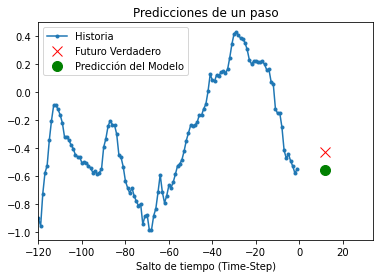 Predicciones de un paso
Historia
Futuro Verdadero
Predicción del Modelo
0.4
0.2
0.0
−0.2
−0.4
−0.6
−0.8
−1.0
−120 −100 −80 −60 −40 −20 0 20
Salto de tiempo (Time-Step)